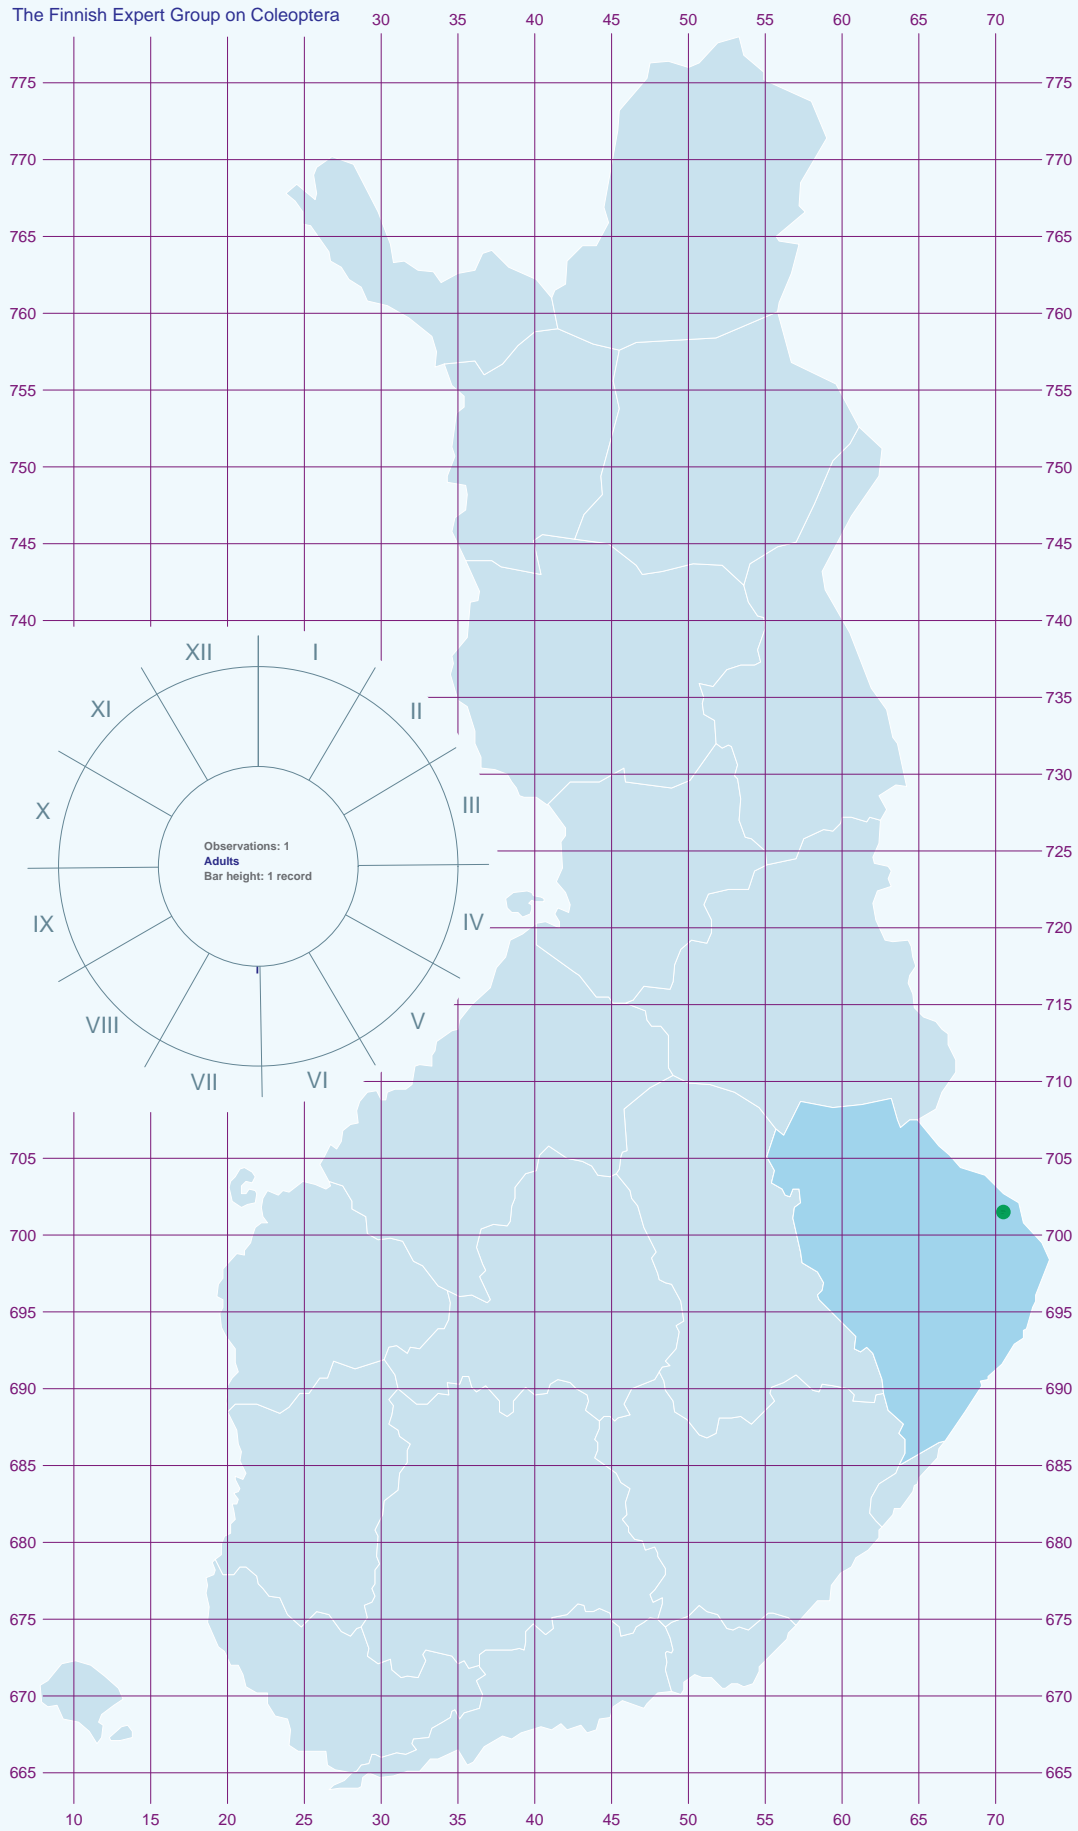 The Finnish Expert Group on Coleoptera
30 35 40 45 50 55 60 65 70
775 775
770 770
765 765
760 760
755 755
750 750
745 745
740 740
XII I
735
XI II
730
X III
Observations: 1
Adults
Bar height: 1 record
725
IX IV
720
VIII V
715
VII VI
710
705 705
700 700
695 695
690 690
685 685
680 680
675 675
670 670
665 665
10 15 20 25 30 35 40 45 50 55 60 65 70